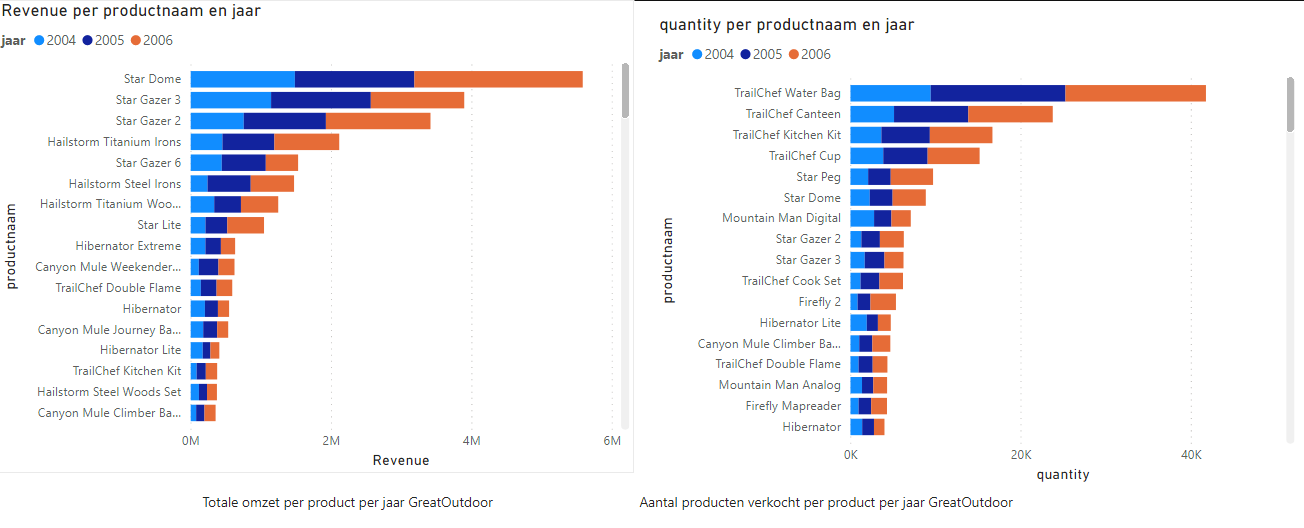 Revenue per productnaam en jaar
jaar 2004 2005 2006
productnaam
Star Dome
Star Gazer 3
Star Gazer 2
Hailstorm Titanium Irons
Star Gazer 6
Hailstorm Steel Irons
Hailstorm Titanium Woo...
Star Lite
Hibernator Extreme
Canyon Mule Weekender...
TrailChef Double Flame
Hibernator
Canyon Mule Journey Ba...
Hibernator Lite
TrailChef Kitchen Kit
Hailstorm Steel Woods Set
Canyon Mule Climber Ba...
0M 2M 4M 6M
Revenue
Totale omzet per product per jaar GreatOutdoor
quantity per productnaam en jaar
jaar 2004 2005 2006
productnaam
TrailChef Water Bag
TrailChef Canteen
TrailChef Kitchen Kit
TrailChef Cup
Star Peg
Star Dome
Mountain Man Digital
Star Gazer 2
Star Gazer 3
TrailChef Cook Set
Firefly 2
Hibernator Lite
Canyon Mule Climber Ba...
TrailChef Double Flame
Mountain Man Analog
Firefly Mapreader
Hibernator
0K 20K 40K
quantity
Aantal producten verkocht per product per jaar GreatOutdoor